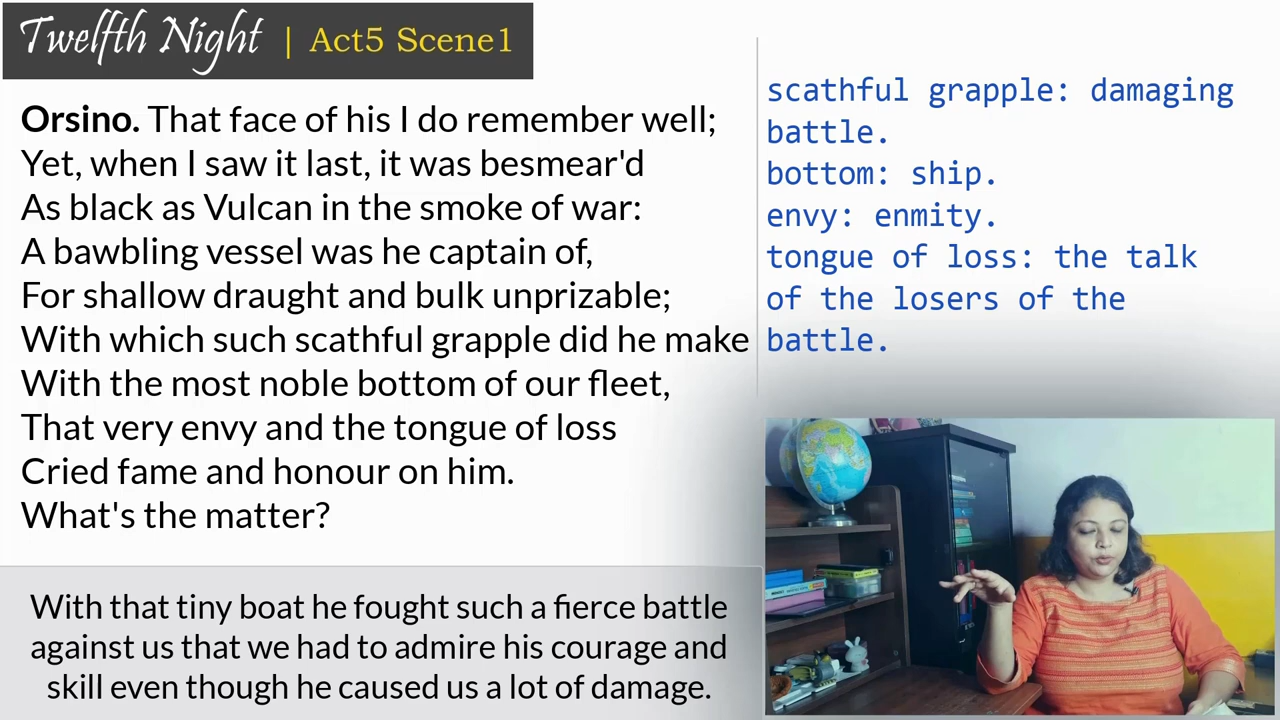 Twelfth Night | Act5 Scene1
Orsino. That face of his I do remember well;
Yet, when I saw it last, it was besmear'd
As black as Vulcan in the smoke of war:
A bawbling vessel was he captain of,
For shallow draught and bulk unprizable;
With which such scathful grapple did he make
With the most noble bottom of our fleet,
That very envy and the tongue of loss
Cried fame and honour on him.
What's the matter?
scathful grapple: damaging
battle.
bottom: ship.
envy: enmity.
tongue of loss: the talk
of the losers of the
battle.
With that tiny boat he fought such a fierce battle
against us that we had to admire his courage and
skill even though he caused us a lot of damage.